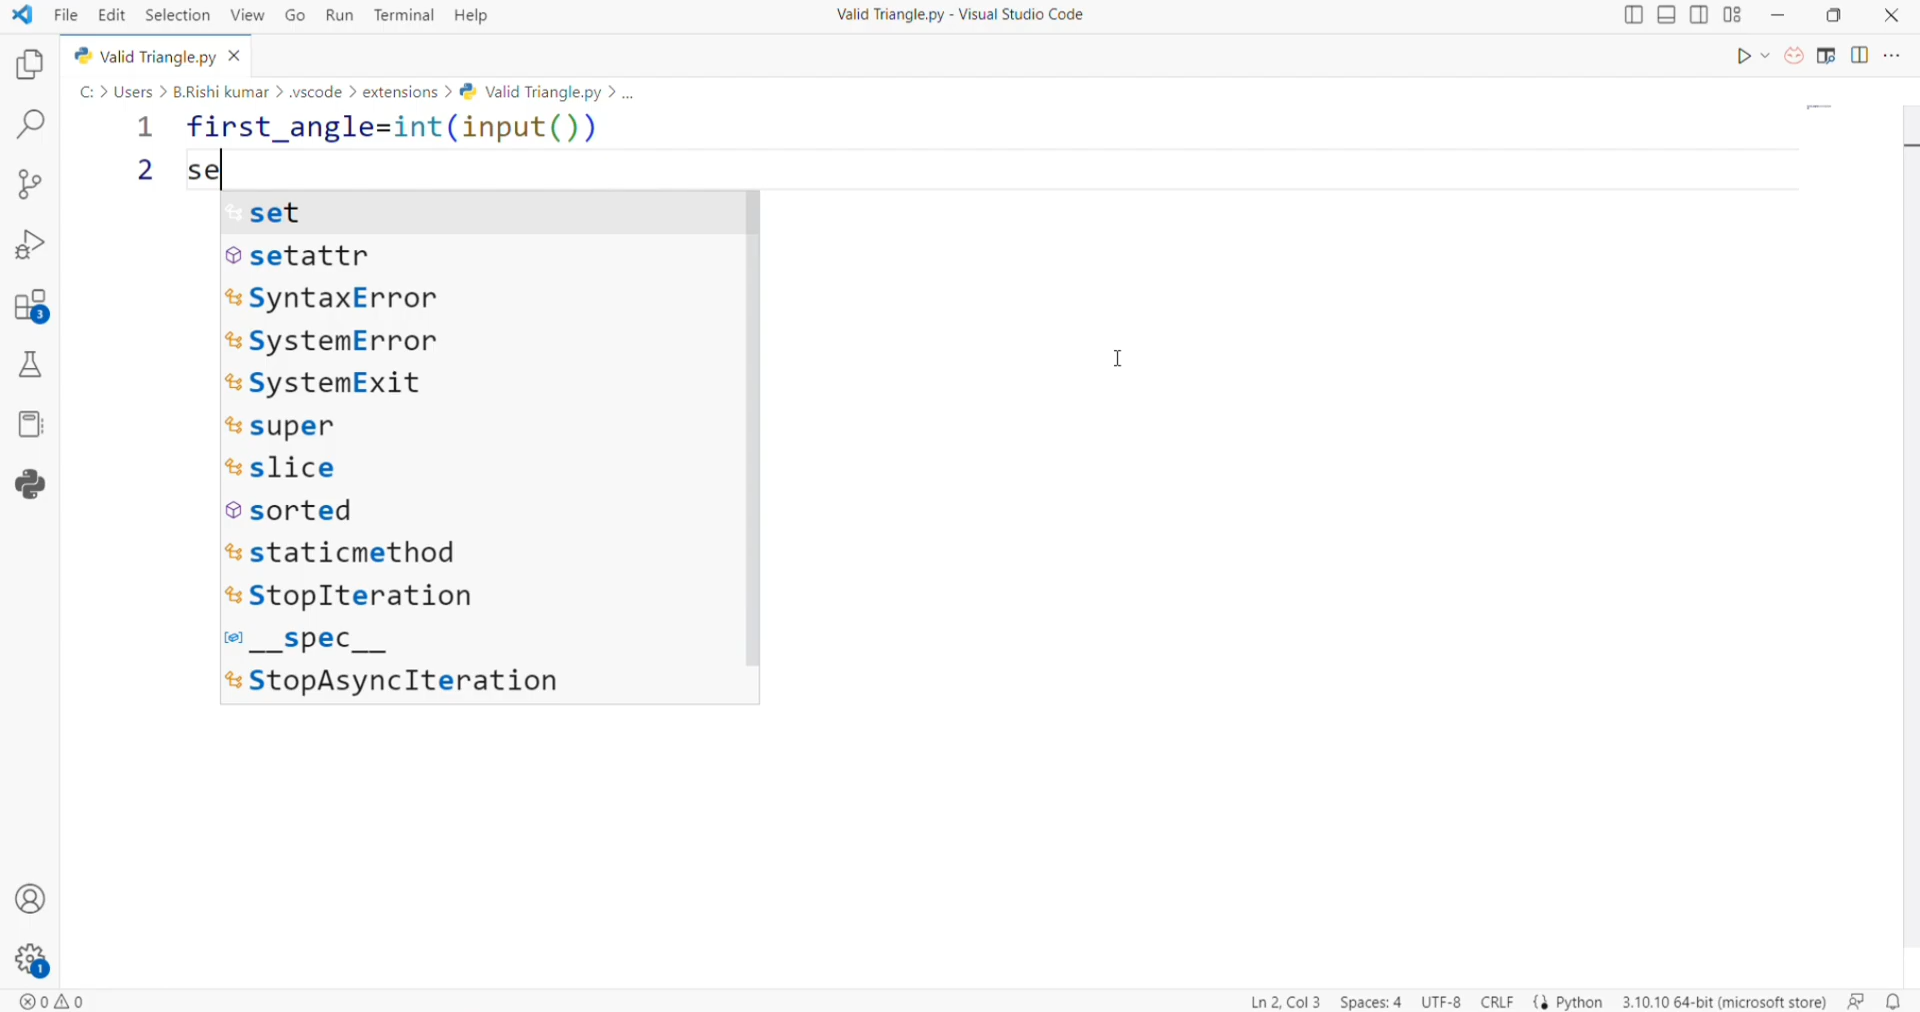 File Edit Selection View Go Run Terminal Help
Valid Triangle.py - Visual Studio Code
Valid Triangle.py
C: > Users > B.Rishi kumar > .vscode > extensions > Valid Triangle.py > ...
1 first_angle=int(input())
2 se
set
setattr
SyntaxError
SystemError
SystemExit
super
slice
sorted
staticmethod
StopIteration
__spec__
StopAsyncIteration
3
1
0 0
Ln 2, Col 3 Spaces: 4 UTF-8 CRLF Python 3.10.10 64-bit (microsoft store)